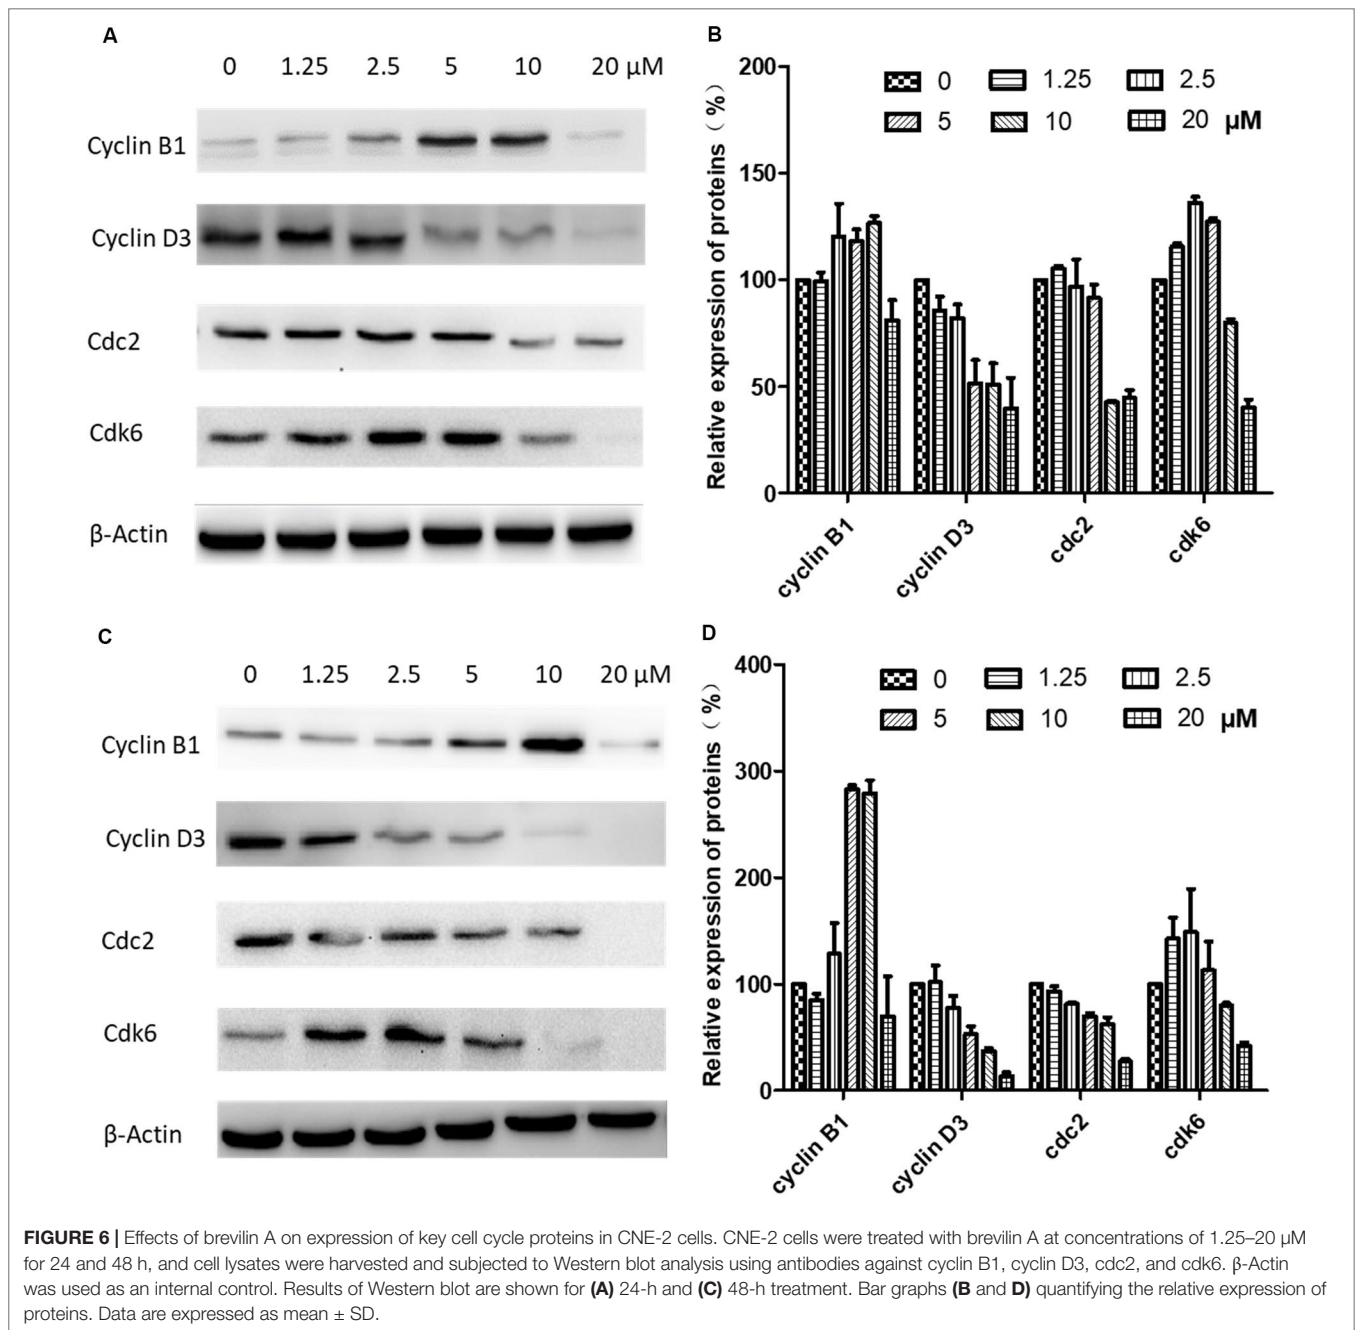 A
0 1.25 2.5 5 10 20 µM
Cyclin B1
Cyclin D3
Cdc2
Cdk6
β-Actin
B
Relative expression of proteins（%）
200
150
100
50
0
0 1.25 2.5
5 10 20 µM
cyclin B1 cyclin D3 cdc2 cdk6
C
0 1.25 2.5 5 10 20 µM
Cyclin B1
Cyclin D3
Cdc2
Cdk6
β-Actin
D
Relative expression of proteins（%）
400
300
200
100
0
0 1.25 2.5
5 10 20 µM
cyclin B1 cyclin D3 cdc2 cdk6
FIGURE 6 | Effects of brevilin A on expression of key cell cycle proteins in CNE-2 cells. CNE-2 cells were treated with brevilin A at concentrations of 1.25–20 µM
for 24 and 48 h, and cell lysates were harvested and subjected to Western blot analysis using antibodies against cyclin B1, cyclin D3, cdc2, and cdk6. β-Actin
was used as an internal control. Results of Western blot are shown for (A) 24-h and (C) 48-h treatment. Bar graphs (B and D) quantifying the relative expression of
proteins. Data are expressed as mean ± SD.